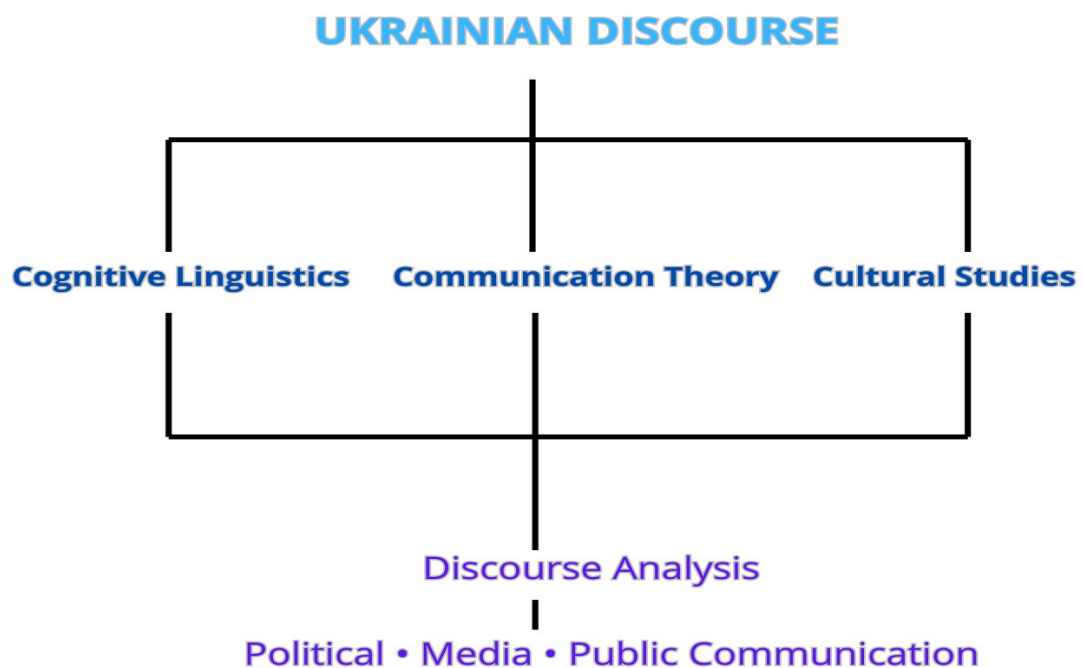 UKRAINIAN DISCOURSE
Cognitive Linguistics Communication Theory Cultural Studies
Discourse Analysis
Political • Media • Public Communication